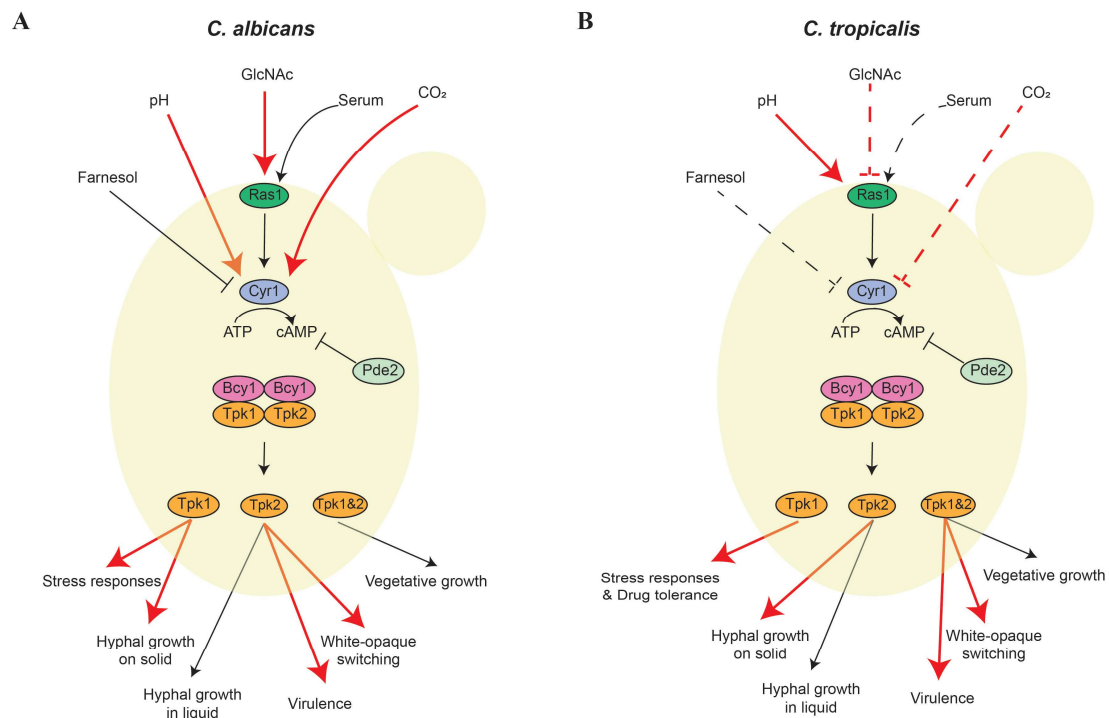 A
C. albicans
GlcNAc
pH
Serum
CO₂
Farnesol
Ras1
Cyr1
ATP
cAMP
Pde2
Bcy1
Bcy1
Tpk1
Tpk2
Tpk1
Tpk2
Tpk1&2
Stress responses
Vegetative growth
Hyphal growth
on solid
White-opaque
switching
Hyphal growth
in liquid
Virulence
B
C. tropicalis
GlcNAc
pH
Serum
CO₂
Farnesol
Ras1
Cyr1
ATP
cAMP
Pde2
Bcy1
Bcy1
Tpk1
Tpk2
Tpk1
Tpk2
Tpk1&2
Stress responses
& Drug tolerance
Vegetative growth
Hyphal growth
on solid
White-opaque
switching
Hyphal growth
in liquid
Virulence